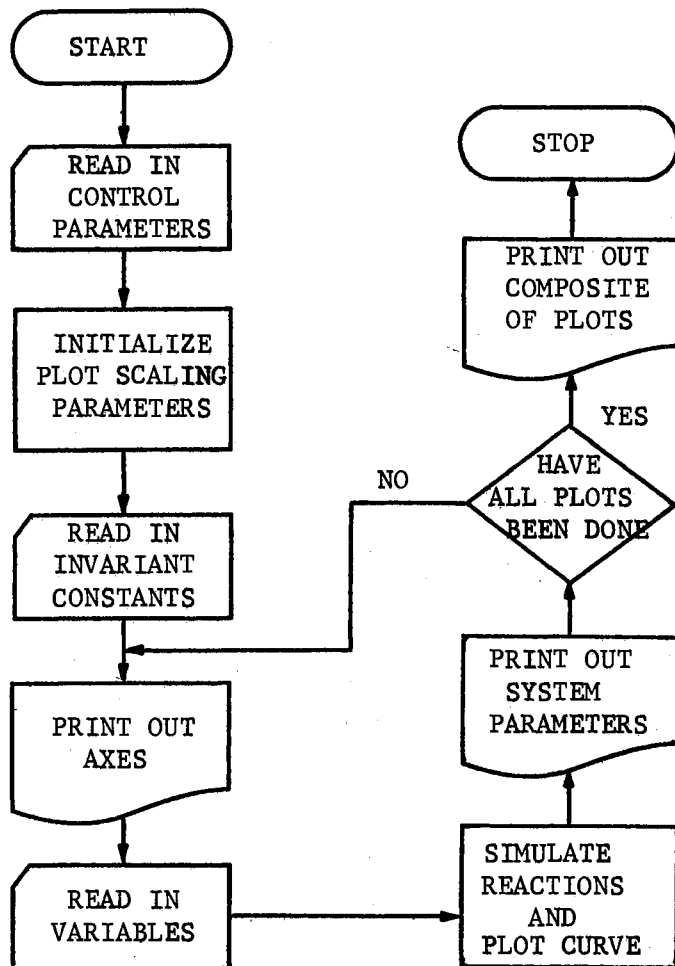 START
READ IN
CONTROL
PARAMETERS
INITIALIZE
PLOT SCALING
PARAMETERS
READ IN
INVARIANT
CONSTANTS
PRINT OUT
AXES
READ IN
VARIABLES
SIMULATE
REACTIONS
AND
PLOT CURVE
PRINT OUT
SYSTEM
PARAMETERS
HAVE
ALL PLOTS
BEEN DONE
NO
YES
PRINT OUT
COMPOSITE
OF PLOTS
STOP